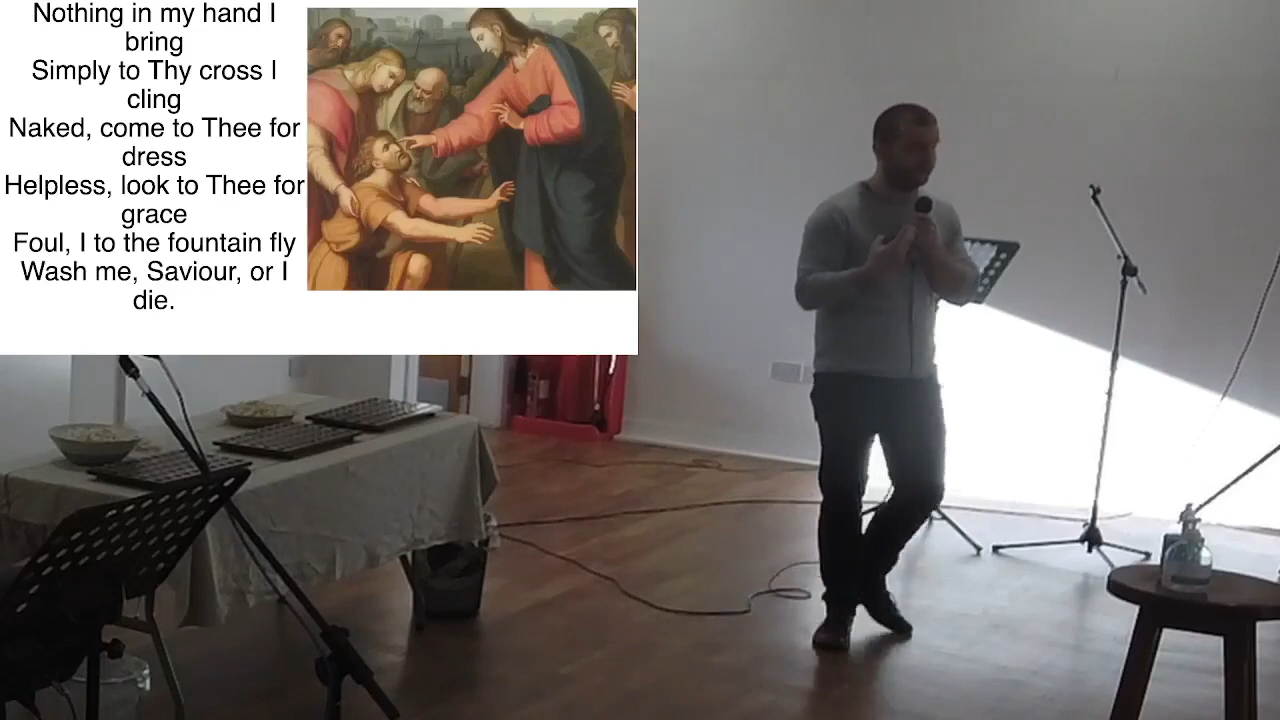 Nothing in my hand I
bring
Simply to Thy cross I
cling
Naked, come to Thee for
dress
Helpless, look to Thee for
grace
Foul, I to the fountain fly
Wash me, Saviour, or I
die.